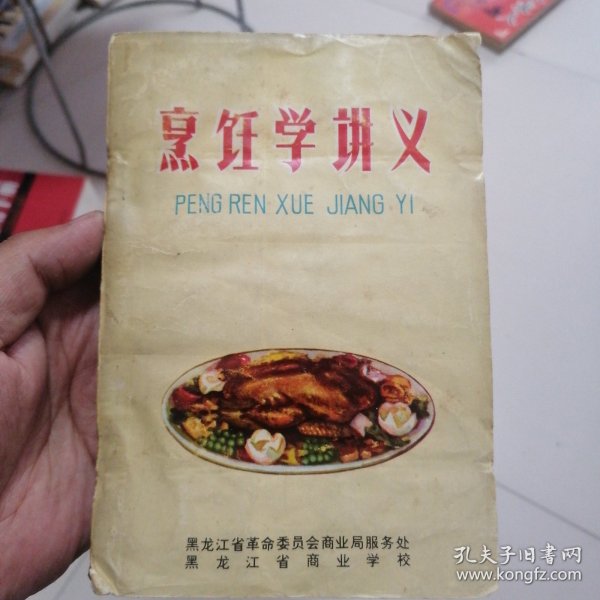 烹饪学讲义
PENG REN XUE JIANG YI
黑龙江省革命委员会商业局服务处
黑龙江省商业学校
孔夫子旧书网
www.kongfz.com